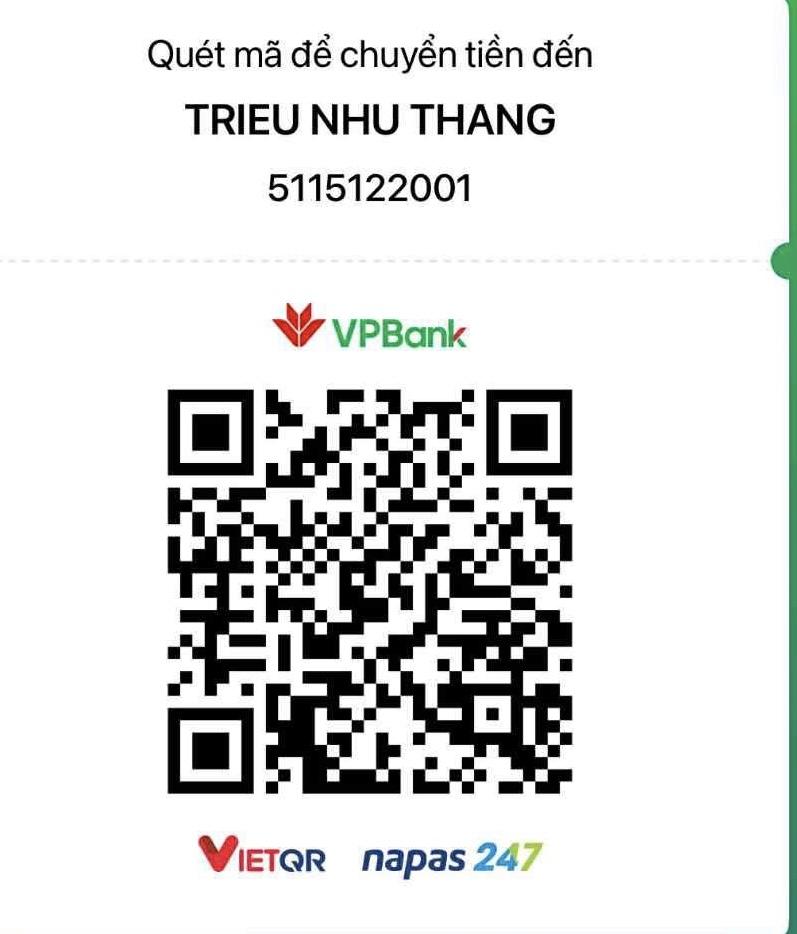 Quét mã để chuyển tiền đến
TRIEU NHU THANG
5115122001
VPBank
VIETQR napas 247